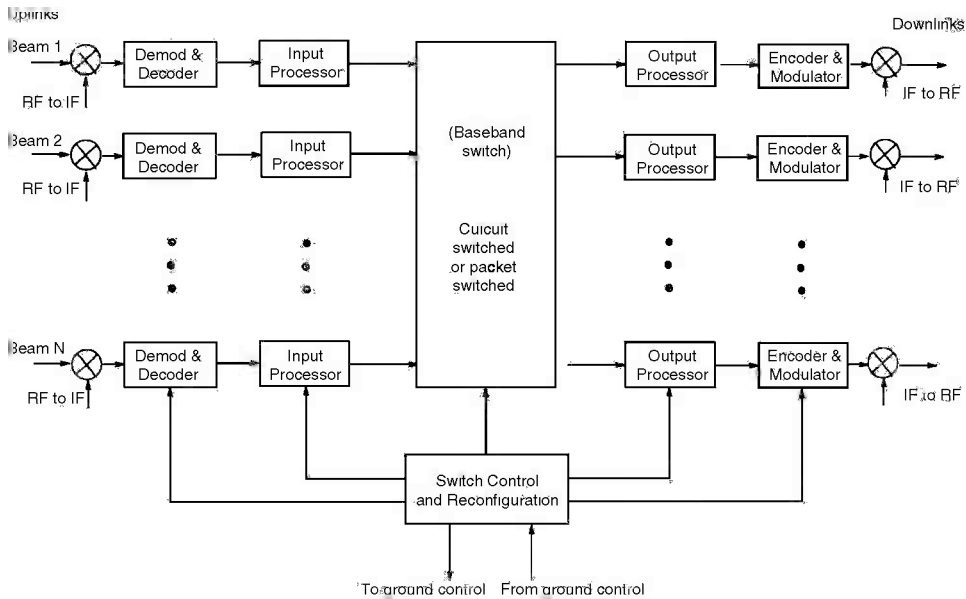 Uplinks
Downlinks
Beam 1
Demod &
Decoder
Input
Processor
Output
Processor
Encoder &
Modulator
RF to IF
IF to RF
(Baseband
switch)
Beam 2
Demod &
Decoder
Input
Processor
Output
Processor
Encoder &
Modulator
RF to IF
IF to RF
Cuicuit
switched
or packet
switched
Beam N
Demod &
Decoder
Input
Processor
Output
Processor
Encoder &
Modulator
RF to IF
IF to RF
Switch Control
and Reconfiguration
To ground control
From ground control